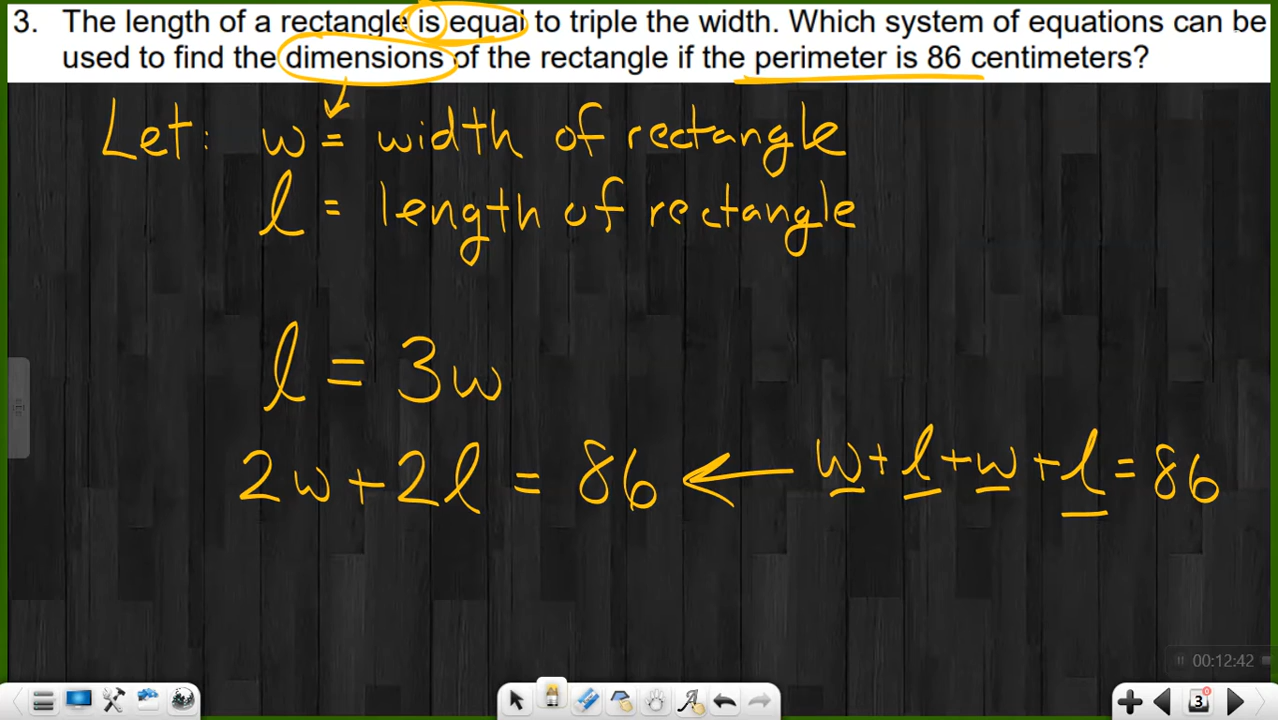 3. The length of a rectangle is equal to triple the width. Which system of equations can be
used to find the dimensions of the rectangle if the perimeter is 86 centimeters?
Let: w = width of rectangle
l = length of rectangle
l = 3w
2w+2l = 86 ← w+l+w+l=86
00:12:42
3